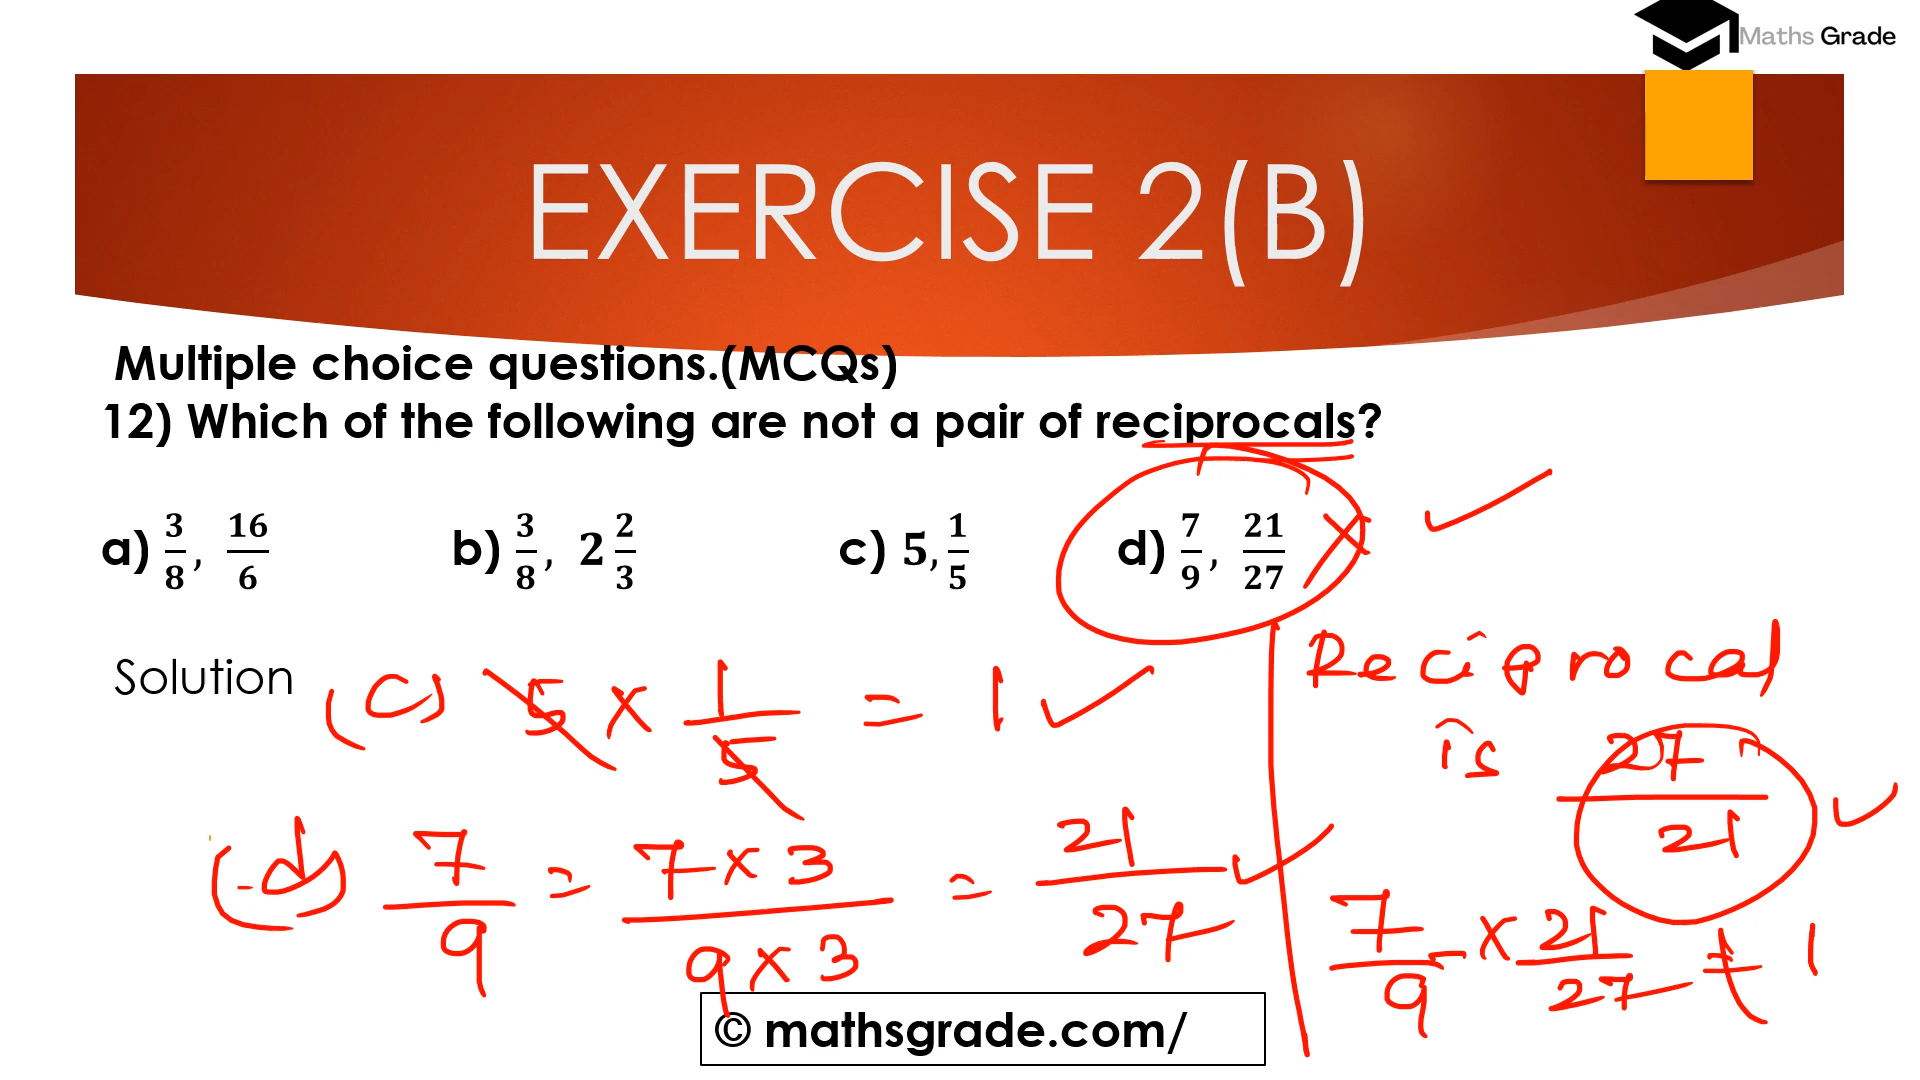 Maths Grade
EXERCISE 2(B)
Multiple choice questions.(MCQs)
12) Which of the following are not a pair of reciprocals?
a) 3/8, 16/6 b) 3/8, 2 2/3 c) 5, 1/5 d) 7/9, 21/27 ✗ ✓
Solution
(c) 5 × 1/5 = 1 ✓
(d) 7/9 = 7×3/9×3 = 21/27 ✓
Reciprocal
is 27/21 ✓
7/9 × 21/27 ≠ 1
© mathsgrade.com/